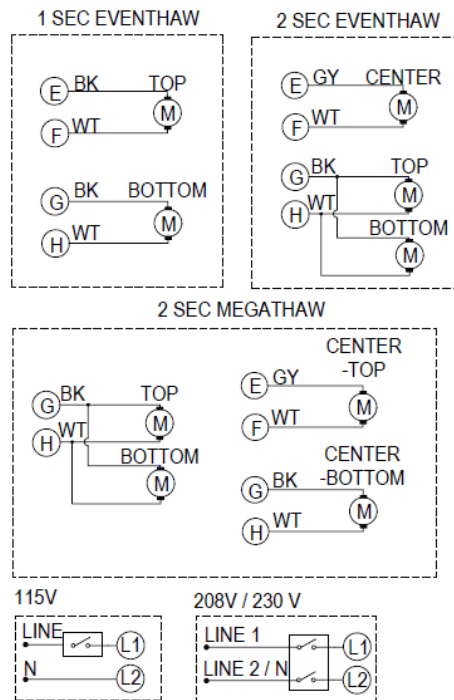 1 SEC EVENTHAW
E BK TOP
M
F WT
G BK BOTTOM
M
H WT
2 SEC EVENTHAW
E GY CENTER
M
F WT
G BK TOP
M
H WT
BOTTOM
M
2 SEC MEGATHAW
G BK TOP
M
H WT
BOTTOM
M
CENTER
-TOP
E GY
M
F WT
CENTER
-BOTTOM
G BK
M
H WT
115V
LINE L1
N L2
208V / 230 V
LINE 1 L1
LINE 2 / N L2